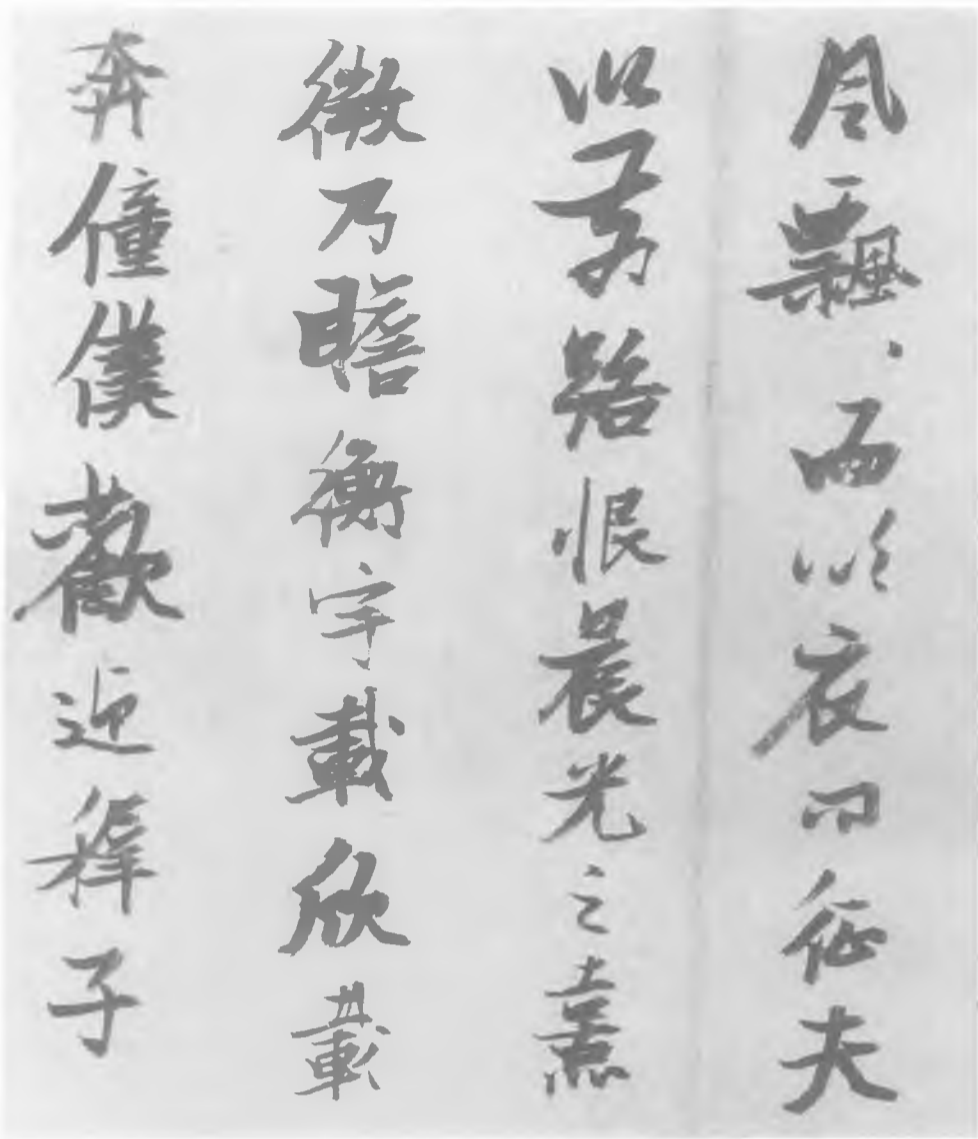 風飄〻而吹衣問征夫
以前路恨晨光之熹
微乃瞻衡宇載欣載
奔僮僕歡迎稺子